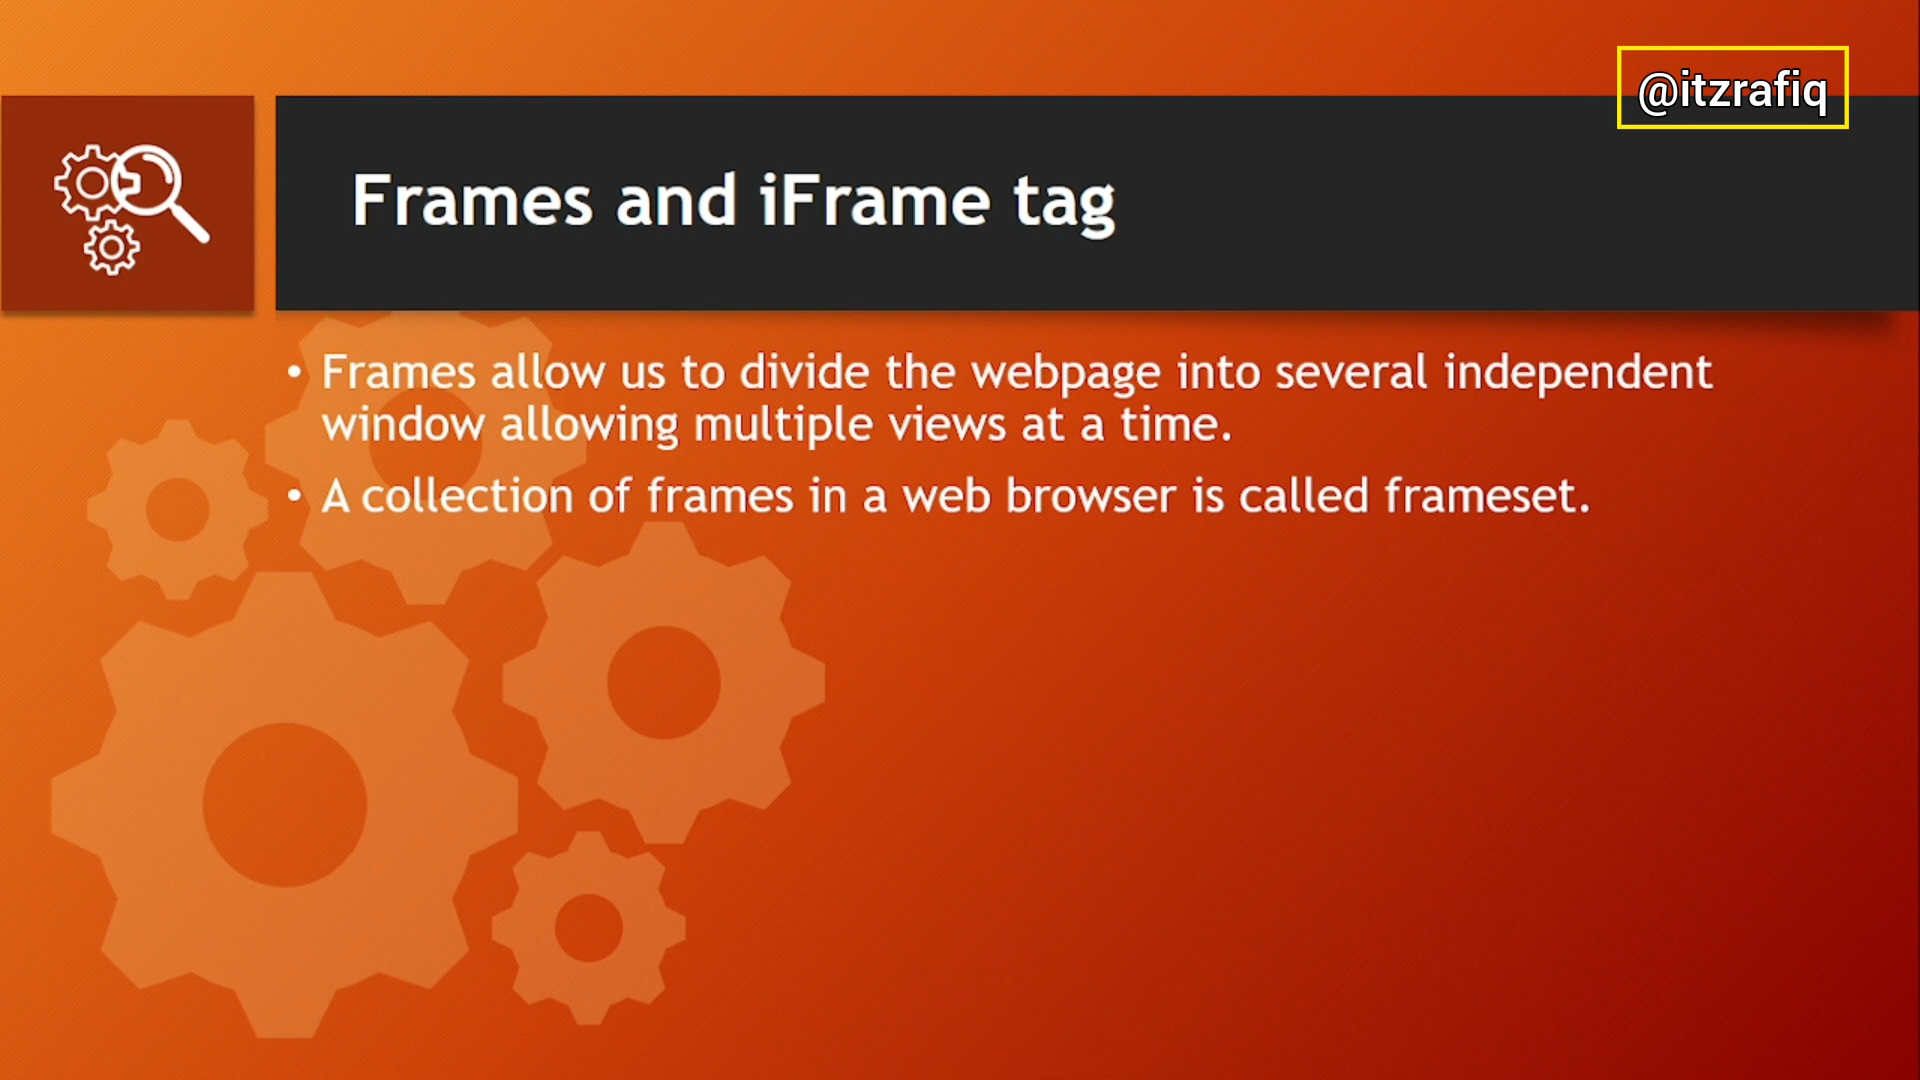 @itzrafiq
Frames and iFrame tag
• Frames allow us to divide the webpage into several independent
window allowing multiple views at a time.
• A collection of frames in a web browser is called frameset.